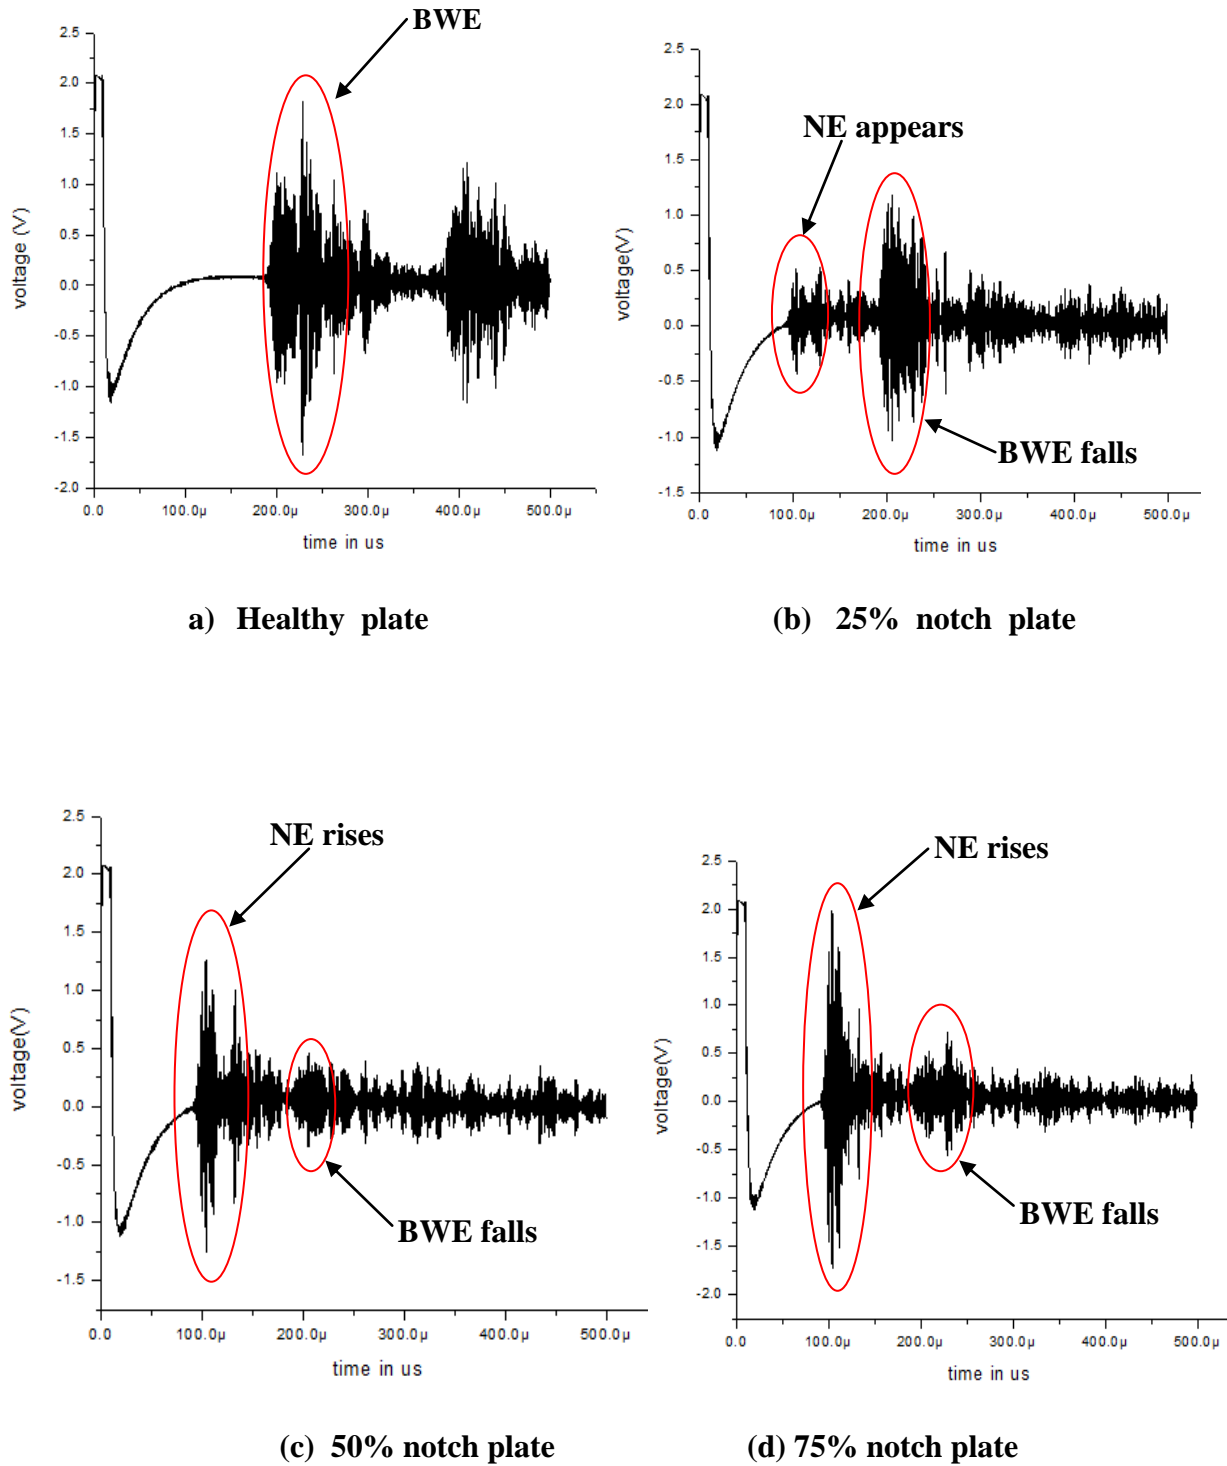 BWE
2.5
2.0
1.5
1.0
0.5
0.0
-0.5
-1.0
-1.5
-2.0
voltage (V)
0.0 100.0µ 200.0µ 300.0µ 400.0µ 500.0µ
time in us
a) Healthy plate
NE appears
2.5
2.0
1.5
1.0
0.5
0.0
-0.5
-1.0
-1.5
voltage(V)
BWE falls
0.0 100.0µ 200.0µ 300.0µ 400.0µ 500.0µ
time in us
(b) 25% notch plate
NE rises
2.5
2.0
1.5
1.0
0.5
0.0
-0.5
-1.0
-1.5
voltage(V)
BWE falls
0.0 100.0µ 200.0µ 300.0µ 400.0µ 500.0µ
time in us
(c) 50% notch plate
NE rises
2.5
2.0
1.5
1.0
0.5
0.0
-0.5
-1.0
-1.5
-2.0
voltage(V)
BWE falls
0.0 100.0µ 200.0µ 300.0µ 400.0µ 500.0µ
time in us
(d) 75% notch plate